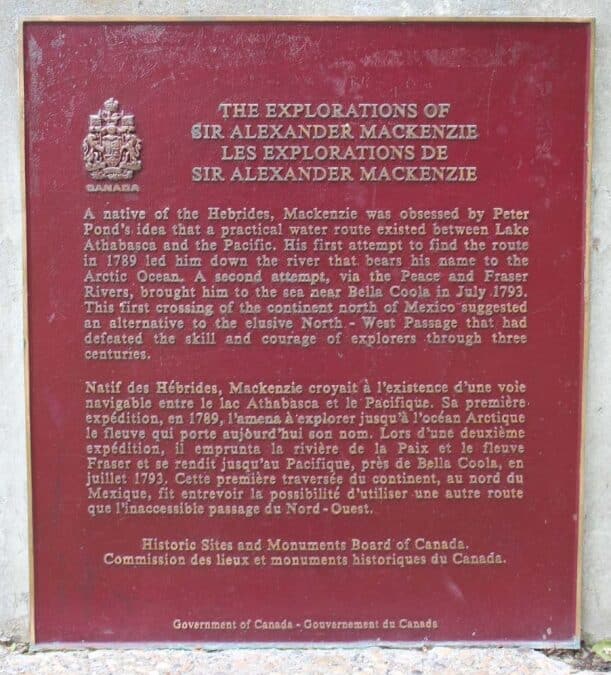 CANADA
THE EXPLORATIONS OF
SIR ALEXANDER MACKENZIE
LES EXPLORATIONS DE
SIR ALEXANDER MACKENZIE
A native of the Hebrides, Mackenzie was obsessed by Peter
Pond's idea that a practical water route existed between Lake
Athabasca and the Pacific. His first attempt to find the route
in 1789 led him down the river that bears his name to the
Arctic Ocean. A second attempt, via the Peace and Fraser
Rivers, brought him to the sea near Bella Coola in July 1793.
This first crossing of the continent north of Mexico suggested
an alternative to the elusive North - West Passage that had
defeated the skill and courage of explorers through three
centuries.
Natif des Hébrides, Mackenzie croyait à l'existence d'une voie
navigable entre le lac Athabasca et le Pacifique. Sa première
expédition, en 1789, l'amena à explorer jusqu'à l'océan Arctique
le fleuve qui porte aujourd'hui son nom. Lors d'une deuxième
expédition, il emprunta la rivière de la Paix et le fleuve
Fraser et se rendit jusqu'au Pacifique, près de Bella Coola, en
juillet 1793. Cette première traversée du continent, au nord du
Mexique, fit entrevoir la possibilité d'utiliser une autre route
que l'inaccessible passage du Nord-Ouest.
Historic Sites and Monuments Board of Canada.
Commission des lieux et monuments historiques du Canada.
Government of Canada - Gouvernement du Canada